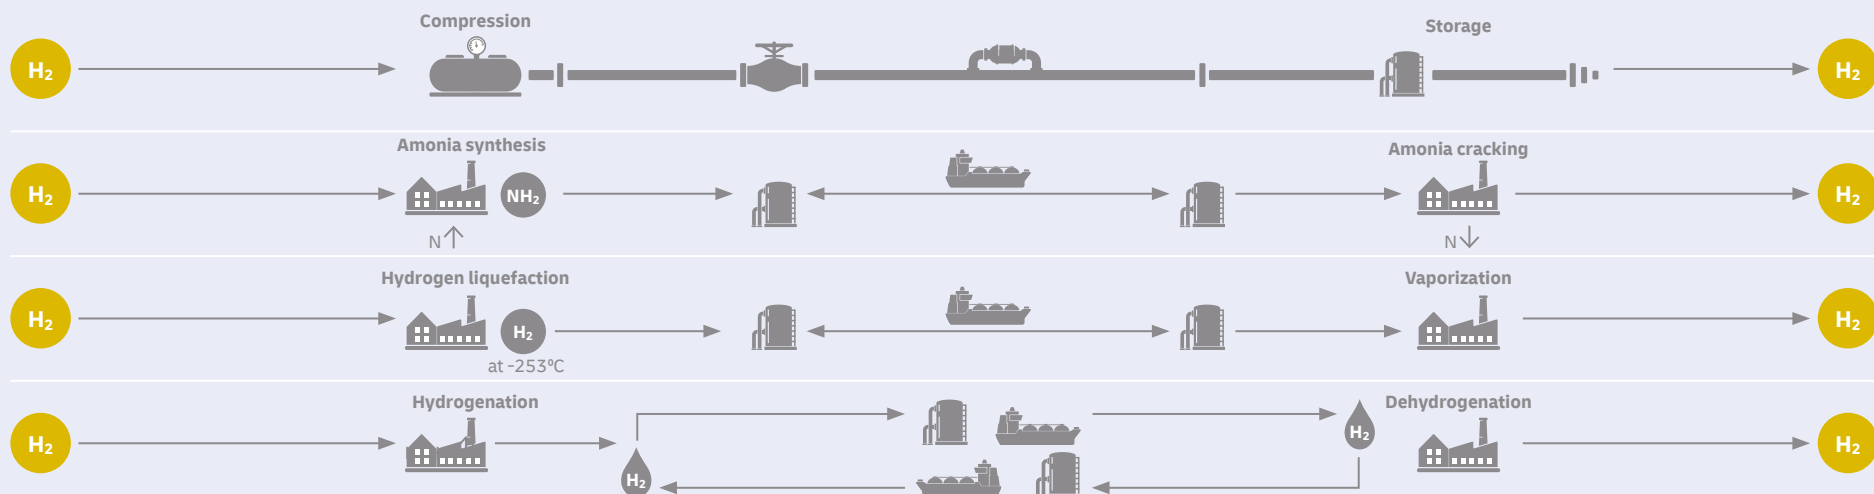 Compression
Storage
H₂
H₂
Amonia synthesis
Amonia cracking
H₂
NH₂
H₂
N
N
Hydrogen liquefaction
Vaporization
H₂
H₂
H₂
at -253ºC
Hydrogenation
Dehydrogenation
H₂
H₂
H₂
H₂